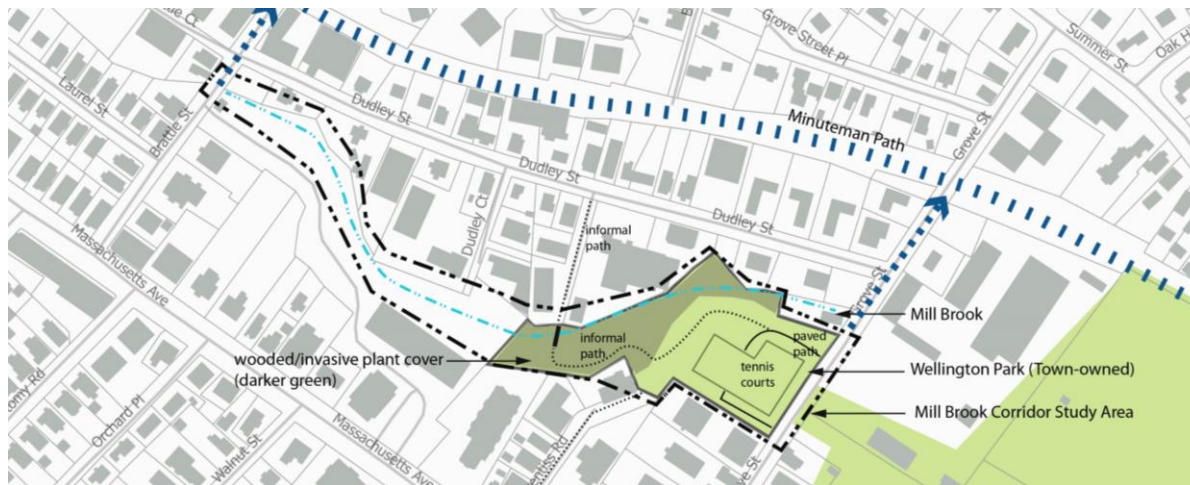 Grove Street Pl
Summer St
Laurel St
Brattle St
Dudley St
Minuteman Path
Grove St
Dudley St
Dudley Ct
Dudley St
informal
path
Massachusetts Ave
Grove St
Mill Brook
informal
path
paved
path
wooded/invasive plant cover
(darker green)
tennis
courts
Wellington Park (Town-owned)
Mill Brook Corridor Study Area
Orchard Pl
Walnut St
Massachusetts Ave